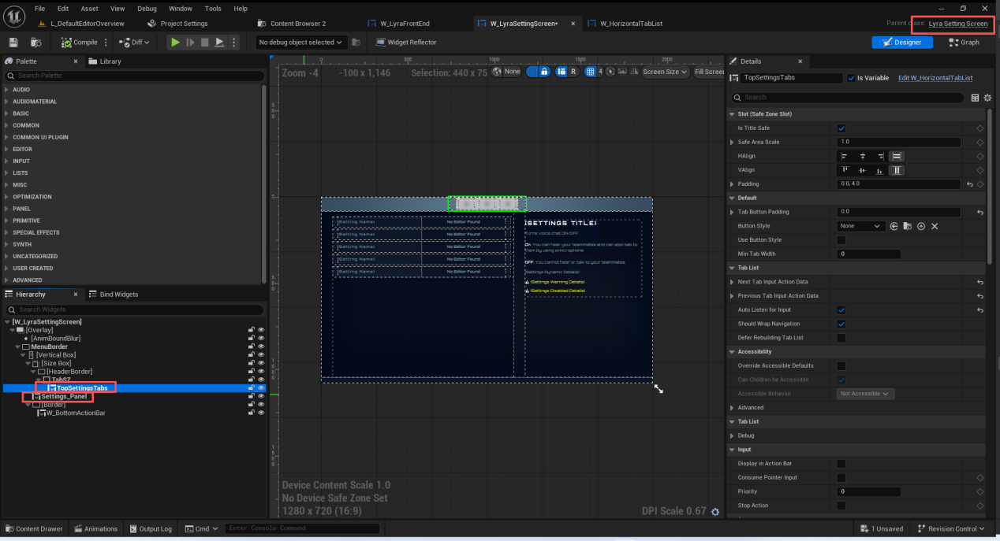 File Edit Asset View Debug Window Tools Help
L_DefaultEditorOverview
Project Settings
Content Browser 2
W_LyraFrontEnd
W_LyraSettingScreen•
W_HorizontalTabList
Parent class: Lyra Setting Screen
Compile
Diff
No debug object selected
Widget Reflector
Designer
Graph
Palette
Library
Search Palette
AUDIO
AUDIOMATERIAL
BASIC
COMMON
COMMON UI PLUGIN
EDITOR
INPUT
LISTS
MISC
OPTIMIZATION
PANEL
PRIMITIVE
SPECIAL EFFECTS
SYNTH
UNCATEGORIZED
USER CREATED
ADVANCED
Hierarchy
Bind Widgets
Search Widgets
[W_LyraSettingScreen]
[Overlay]
[AnimBoundBlur]
MenuBorder
[Vertical Box]
[Size Box]
[HeaderBorder]
TabSZ
TopSettingsTabs
Settings_Panel
[Border]
W_BottomActionBar
0 500 1000 1500 2000
Zoom -4
-100 x 1,146
Selection: 440 x 75
None
R
4
Screen Size
Fill Screen
[Setting Name] No Editor Found
[Setting Name] No Editor Found
[Setting Name] No Editor Found
[Setting Name] No Editor Found
[Setting Name] No Editor Found
[SETTINGS TITLE]
Turns voice chat ON/OFF.
On: You can hear your teammates and can also talk to
them by using a microphone.
OFF: You cannot hear or talk to your teammates.
[Settings Dynamic Details]
[Settings Warning Details]
[Settings Disabled Details]
Device Content Scale 1.0
No Device Safe Zone Set
1280 x 720 (16:9)
DPI Scale 0.67
Details
TopSettingsTabs
Is Variable
Edit W_HorizontalTabList
Search
Slot (Safe Zone Slot)
Is Title Safe
Safe Area Scale 1.0
HAlign
VAlign
Padding 0.0, 4.0
Default
Tab Button Padding 0.0
Button Style None
Use Button Style
Min Tab Width 0
Tab List
Next Tab Input Action Data
Previous Tab Input Action Data
Auto Listen for Input
Should Wrap Navigation
Defer Rebuilding Tab List
Accessibility
Override Accessible Defaults
Can Children be Accessible
Accessible Behavior Not Accessible
Advanced
Tab List
Debug
Input
Display in Action Bar
Consume Pointer Input
Priority 0
Stop Action
Content Drawer
Animations
Output Log
Cmd
Enter Console Command
1 Unsaved
Revision Control